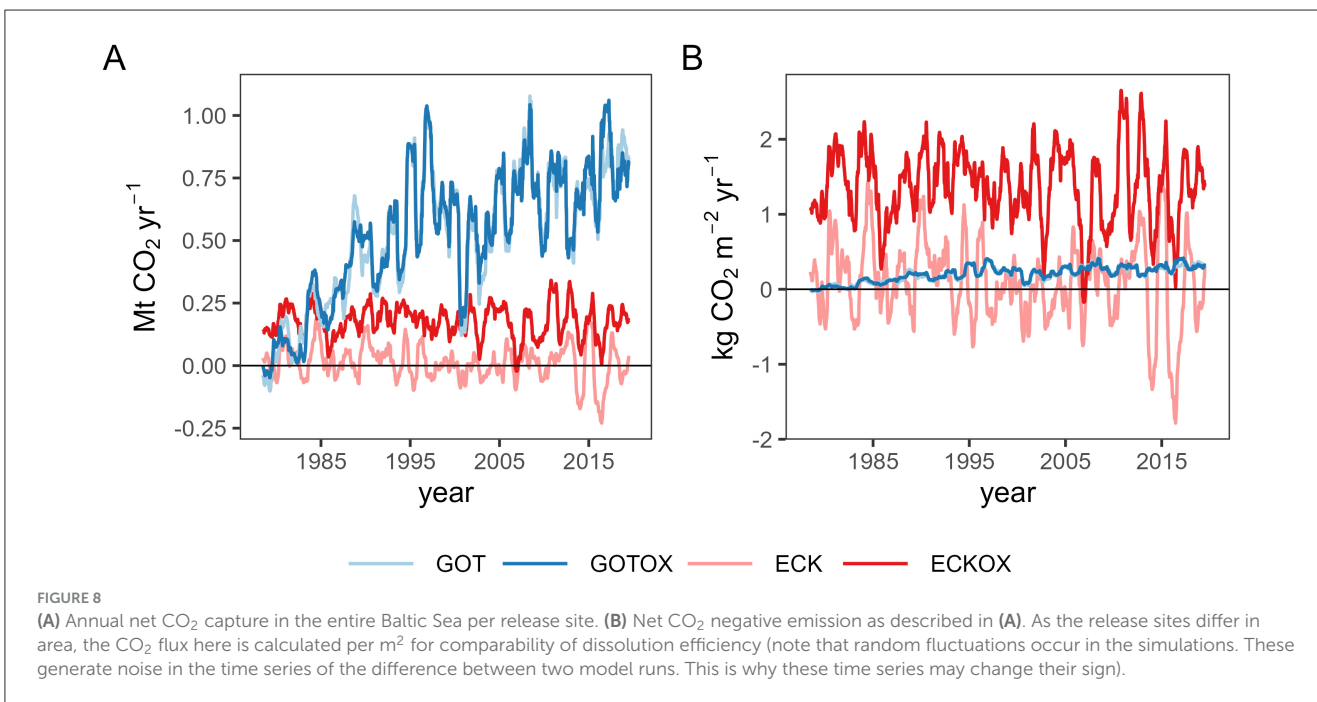 A
B
Mt CO₂ yr⁻¹
1.00
0.75
0.50
0.25
0.00
-0.25
1985 1995 2005 2015
year
kg CO₂ m⁻² yr⁻¹
2
1
0
-1
-2
1985 1995 2005 2015
year
GOT GOTOX ECK ECKOX
FIGURE 8
(A) Annual net CO₂ capture in the entire Baltic Sea per release site. (B) Net CO₂ negative emission as described in (A). As the release sites differ in
area, the CO₂ flux here is calculated per m² for comparability of dissolution efficiency (note that random fluctuations occur in the simulations. These
generate noise in the time series of the difference between two model runs. This is why these time series may change their sign).